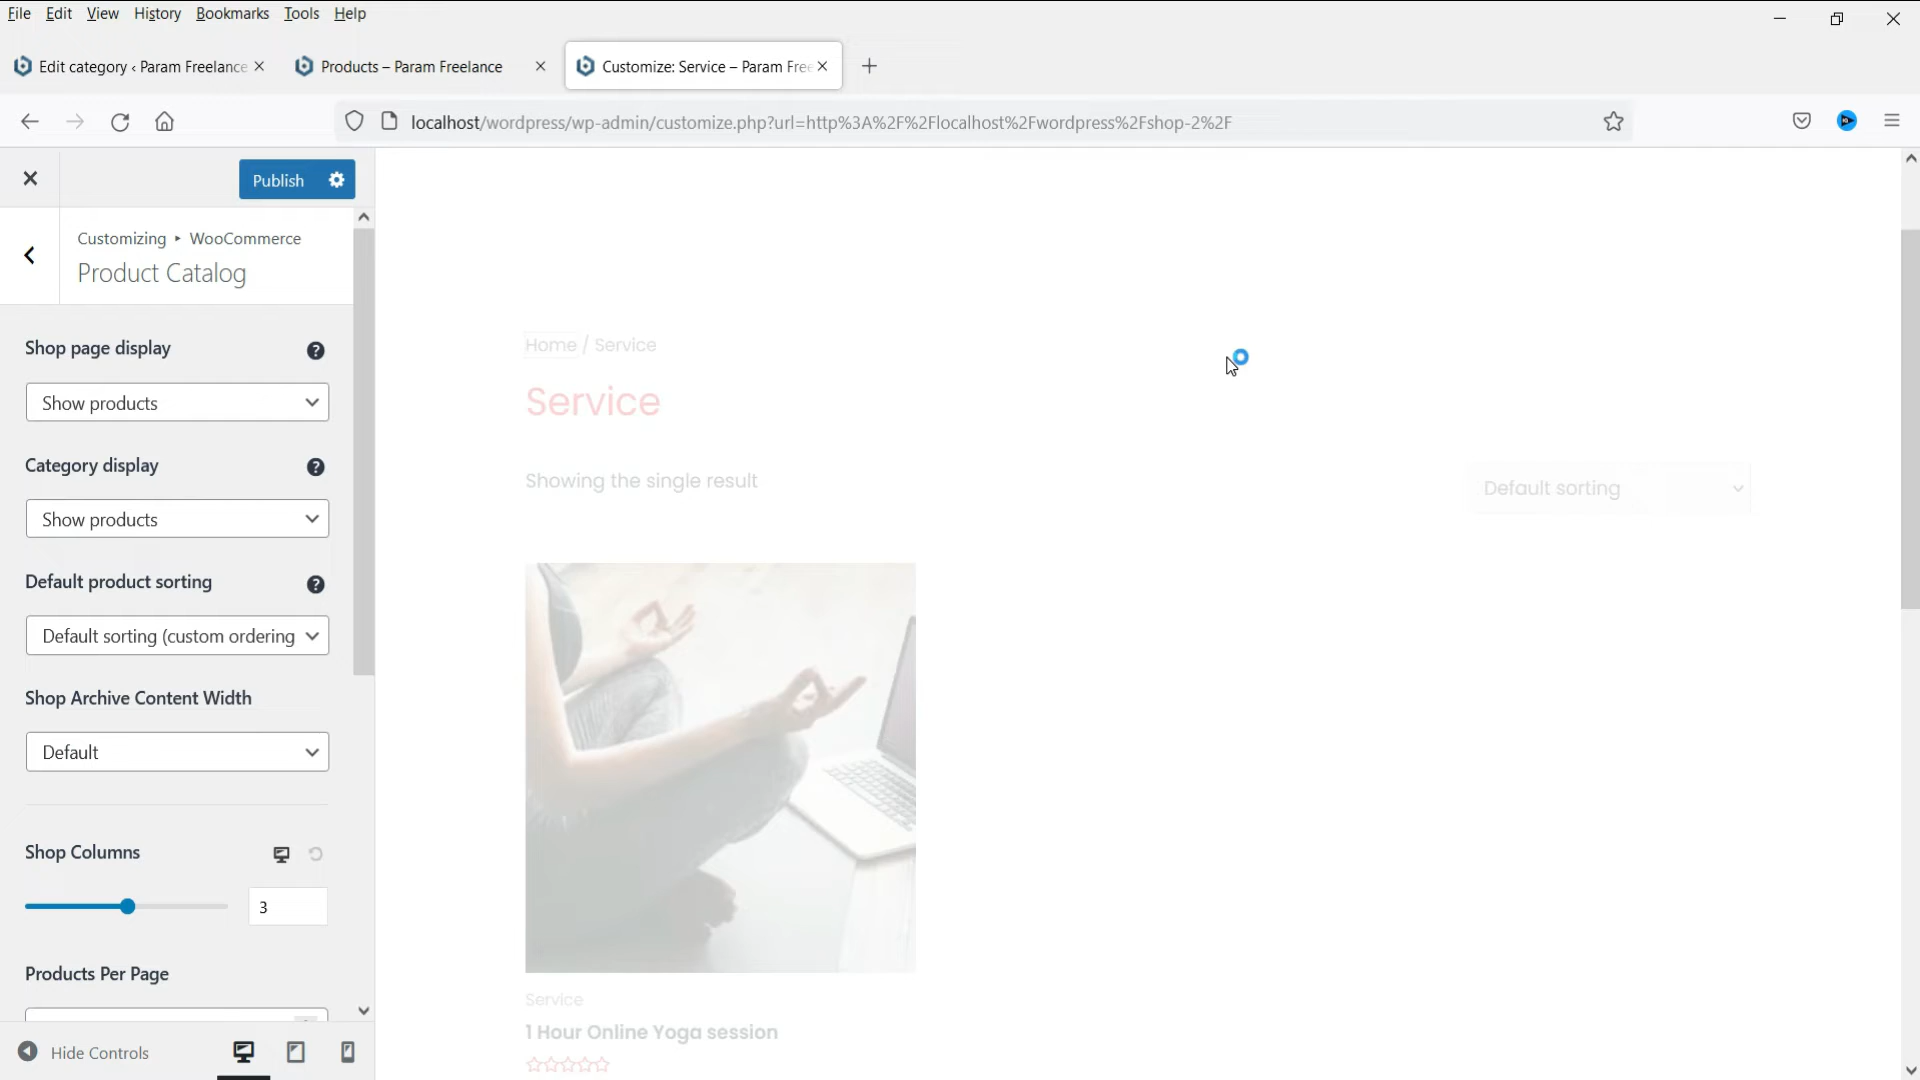 File Edit View History Bookmarks Tools Help
Edit category ‹ Param Freelance
Products – Param Freelance
Customize: Service – Param Free
localhost/wordpress/wp-admin/customize.php?url=http%3A%2F%2Flocalhost%2Fwordpress%2Fshop-2%2F
Publish
Customizing ▸ WooCommerce
Product Catalog
Shop page display
Show products
Category display
Show products
Default product sorting
Default sorting (custom ordering
Shop Archive Content Width
Default
Shop Columns
3
Products Per Page
Hide Controls
Home / Service
Service
Showing the single result
Default sorting
Service
1 Hour Online Yoga session